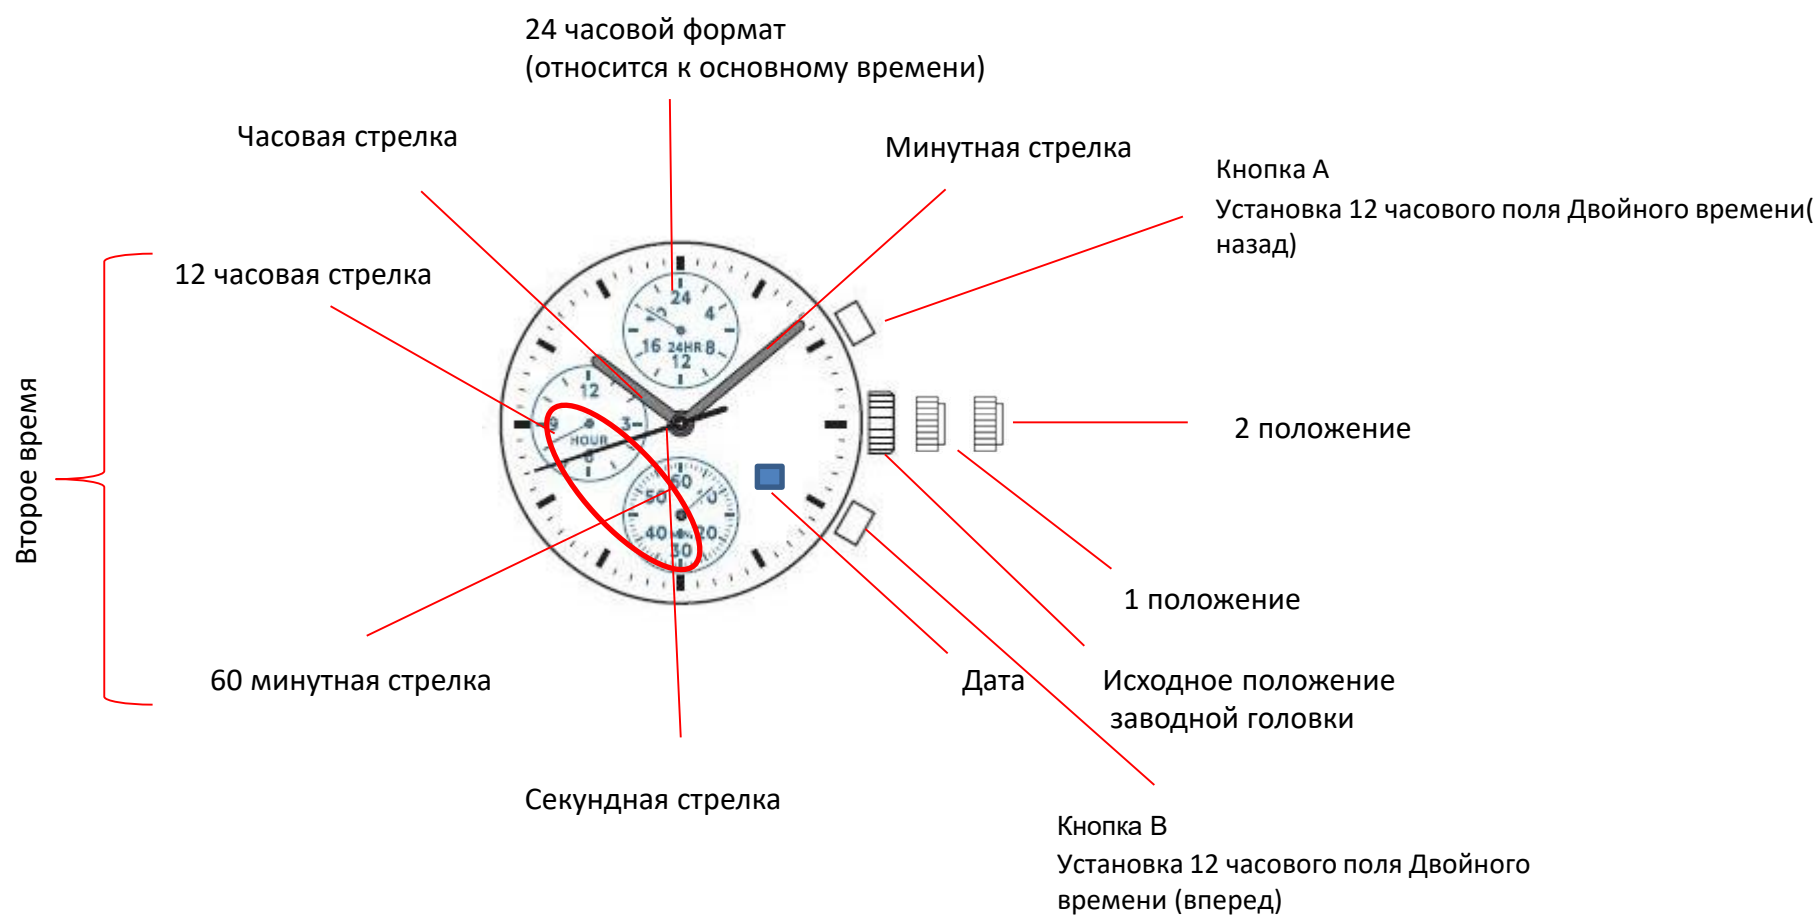 24 часовой формат
(относится к основному времени)
Часовая стрелка
Минутная стрелка
Кнопка А
Установка 12 часового поля Двойного времени(
назад)
12 часовая стрелка
Второе время
24
20
4
16
24HR
8
12
12
9
3
HOUR
6
60
50
10
40
20
30
2 положение
1 положение
60 минутная стрелка
Дата
Исходное положение
заводной головки
Секундная стрелка
Кнопка В
Установка 12 часового поля Двойного
времени (вперед)